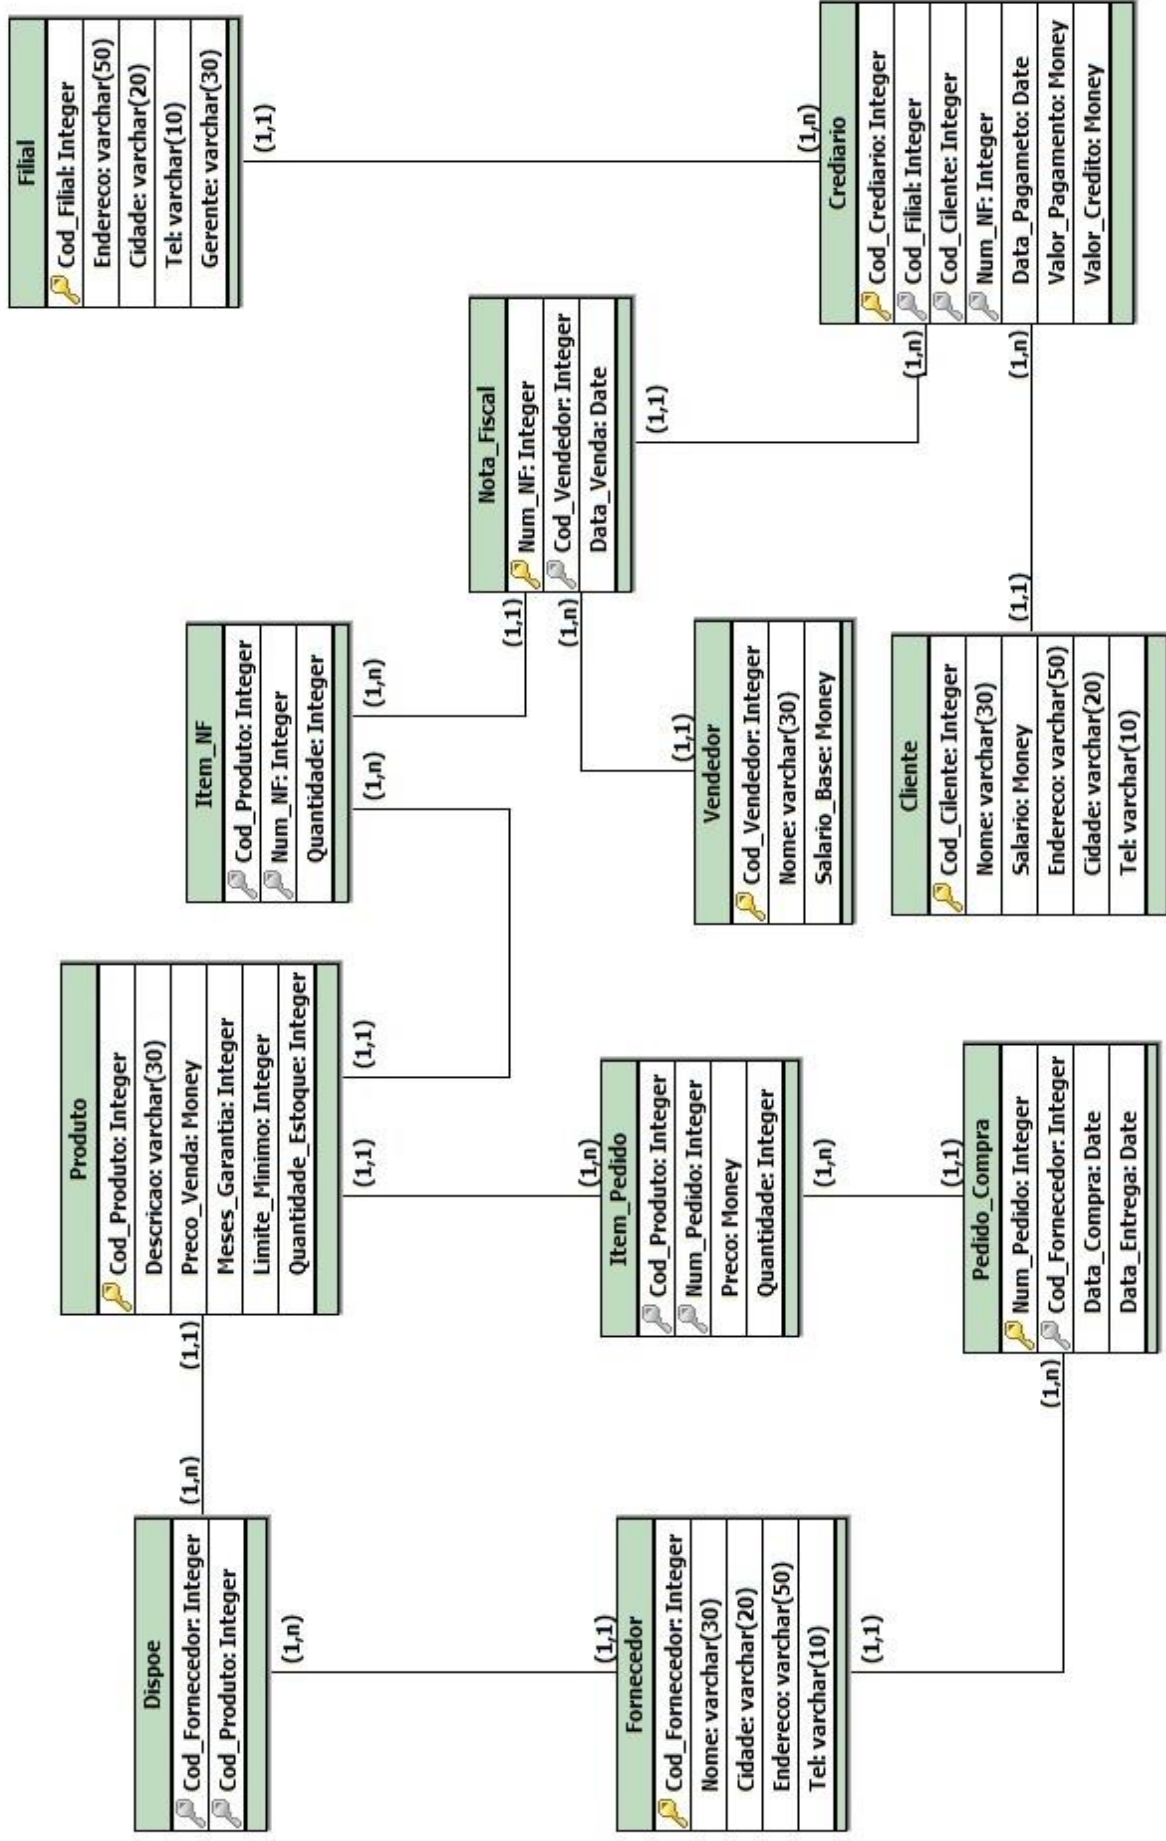 Dispoe
Cod_Fornecedor: Integer
Cod_Produto: Integer
(1,n)
(1,n)
(1,1)
Produto
Cod_Produto: Integer
Descricao: varchar(30)
Preco_Venda: Money
Meses_Garantia: Integer
Limite_Minimo: Integer
Quantidade_Estoque: Integer
(1,1)
(1,1)
Item_NF
Cod_Produto: Integer
Num_NF: Integer
Quantidade: Integer
(1,n)
(1,n)
Filial
Cod_Filial: Integer
Endereco: varchar(50)
Cidade: varchar(20)
Tel: varchar(10)
Gerente: varchar(30)
(1,1)
Nota_Fiscal
Num_NF: Integer
Cod_Vendedor: Integer
Data_Venda: Date
(1,1)
(1,n)
(1,1)
(1,1)
Fornecedor
Cod_Fornecedor: Integer
Nome: varchar(30)
Cidade: varchar(20)
Endereco: varchar(50)
Tel: varchar(10)
(1,1)
(1,n)
Item_Pedido
Cod_Produto: Integer
Num_Pedido: Integer
Preco: Money
Quantidade: Integer
(1,n)
(1,1)
Vendedor
Cod_Vendedor: Integer
Nome: varchar(30)
Salario_Base: Money
(1,n)
Crediario
Cod_Crediario: Integer
Cod_Filial: Integer
Cod_Cilente: Integer
Num_NF: Integer
Data_Pagameto: Date
Valor_Pagamento: Money
Valor_Credito: Money
(1,n)
(1,n)
(1,1)
Pedido_Compra
Num_Pedido: Integer
Cod_Fornecedor: Integer
Data_Compra: Date
Data_Entrega: Date
(1,n)
Cliente
Cod_Cilente: Integer
Nome: varchar(30)
Salario: Money
Endereco: varchar(50)
Cidade: varchar(20)
Tel: varchar(10)
(1,1)